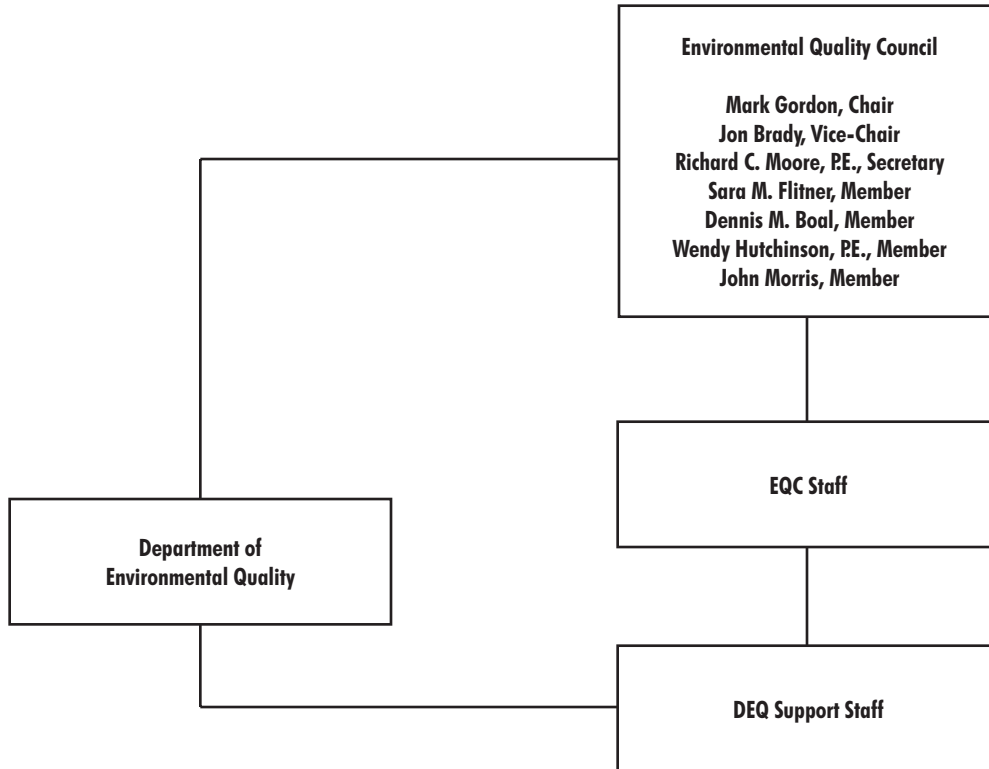 Environmental Quality Council
Mark Gordon, Chair
Jon Brady, Vice-Chair
Richard C. Moore, P.E., Secretary
Sara M. Flitner, Member
Dennis M. Boal, Member
Wendy Hutchinson, P.E., Member
John Morris, Member
EQC Staff
Department of
Environmental Quality
DEQ Support Staff